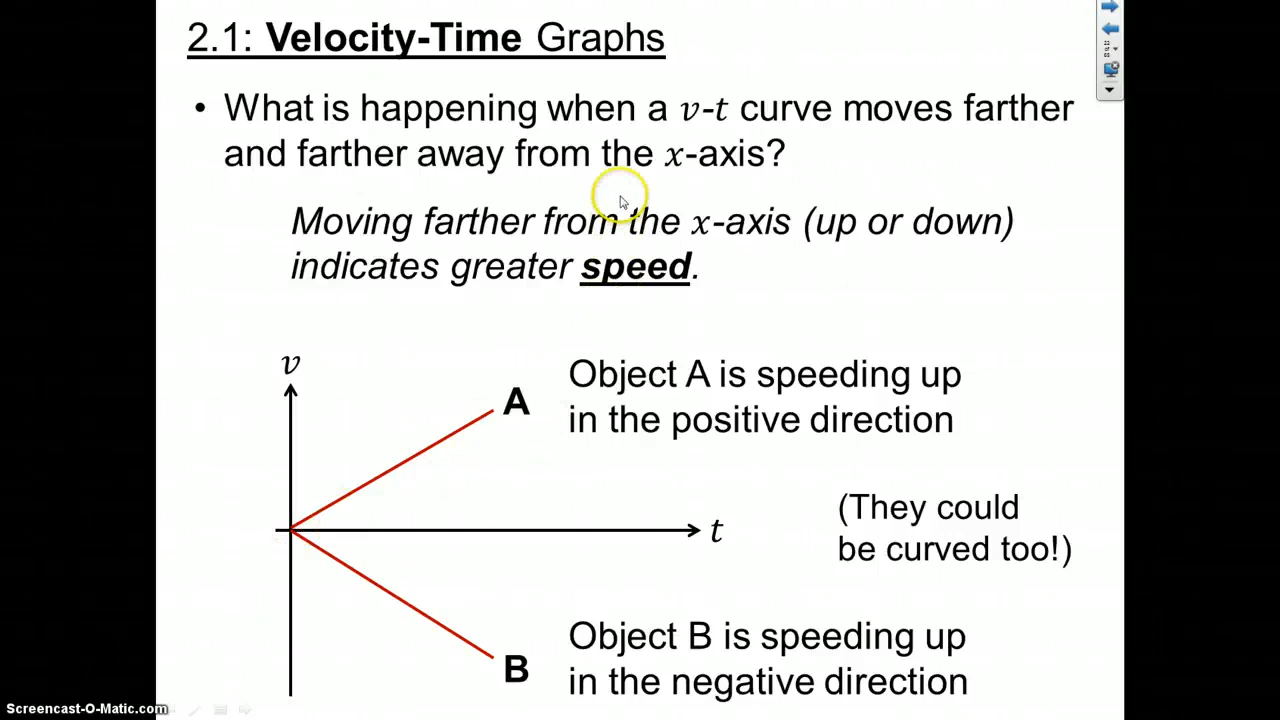 2.1: Velocity-Time Graphs
• What is happening when a v-t curve moves farther
and farther away from the x-axis?
Moving farther from the x-axis (up or down)
indicates greater speed.
v
A
Object A is speeding up
in the positive direction
t
(They could
be curved too!)
B
Object B is speeding up
in the negative direction
Screencast-O-Matic.com